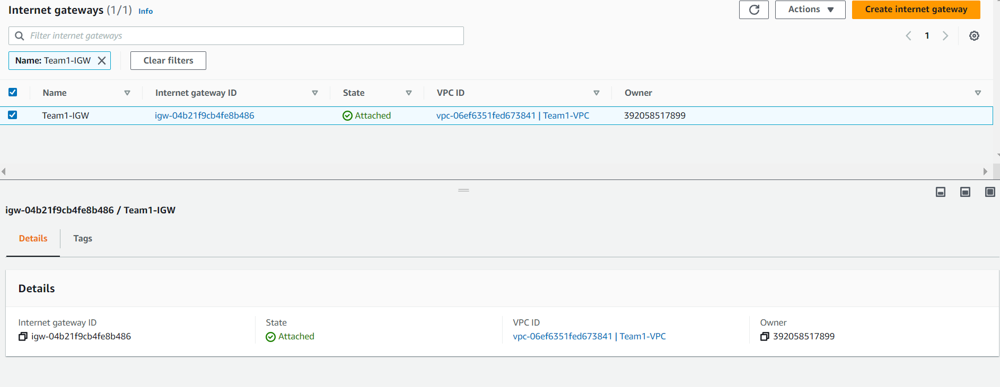 Internet gateways (1/1) Info
Actions
Create internet gateway
Filter internet gateways
1
Name: Team1-IGW
Clear filters
Name Internet gateway ID State VPC ID Owner
Team1-IGW igw-04b21f9cb4fe8b486 Attached vpc-06ef6351fed673841 | Team1-VPC 392058517899
igw-04b21f9cb4fe8b486 / Team1-IGW
Details Tags
Details
Internet gateway ID State VPC ID Owner
igw-04b21f9cb4fe8b486 Attached vpc-06ef6351fed673841 | Team1-VPC 392058517899